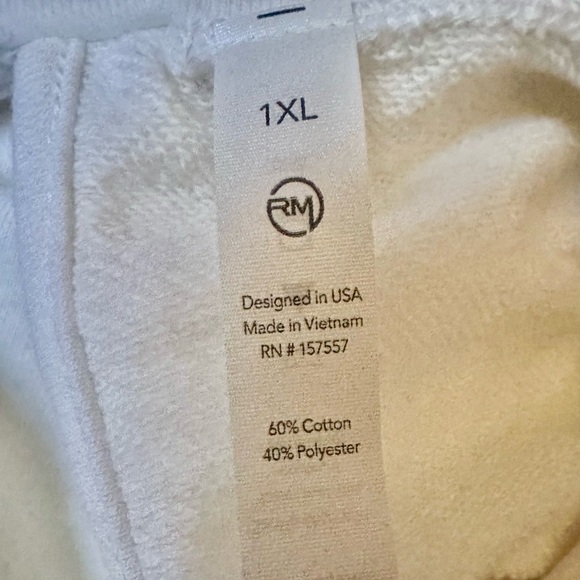 1XL
RM
Designed in USA
Made in Vietnam
RN # 157557
60% Cotton
40% Polyester